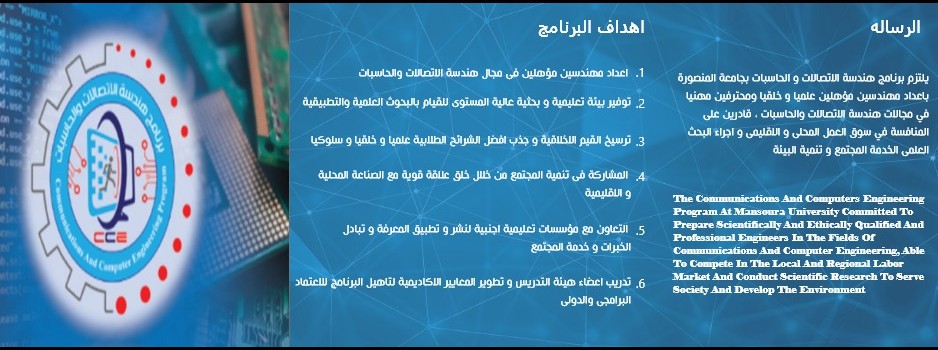 الرساله
يلتزم برنامج هندسة الاتصالات و الحاسبات بجامعة المنصورة
باعداد مهندسين مؤهلين علميا و خلقيا ومحترفين مهنيا
في مجالات هندسة الإتصالات والحاسبات ، قادرين على
المنافسة في سوق العمل المحلى و الاقليمى و اجراء البحث
العلمى الخدمة المجتمع و تنمية البيئة
The Communications And Computers Engineering
Program At Mansoura University Committed To
Prepare Scientifically And Ethically Qualified And
Professional Engineers In The Fields Of
Communications And Computer Engineering, Able
To Compete In The Local And Regional Labor
Market And Conduct Scientific Research To Serve
Society And Develop The Environment
اهداف البرنامج
1. اعداد مهندسين مؤهلين فى مجال هندسة الاتصالات والحاسبات
2. توفير بيئة تعليمية و بحثية عالية المستوى للقيام بالبحوث العلمية والتطبيقية
3. ترسيخ القيم الاخلاقية و جذب افضل الشرائح الطلابية علميا و خلقيا و سلوكيا
4. المشاركة فى تنمية المجتمع من خلال خلق علاقة قوية مع الصناعة المحلية
و الاقليمية
5. التعاون مع مؤسسات تعليمية اجنبية لنشر و تطبيق المعرفة و تبادل
الخبرات و خدمة المجتمع
6. تدريب اعضاء هيئة التدريس و تطوير المعايير الاكاديمية لتاهيل البرنامج للاعتماد
البرامجى والدولى
برنامج هندسة الاتصالات والحاسبات
CCE
Communications And Computer Engineering Program